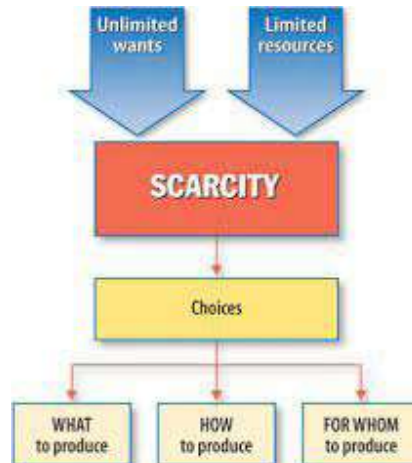 Unlimited
wants
Limited
resources
SCARCITY
Choices
WHAT
to produce
HOW
to produce
FOR WHOM
to produce